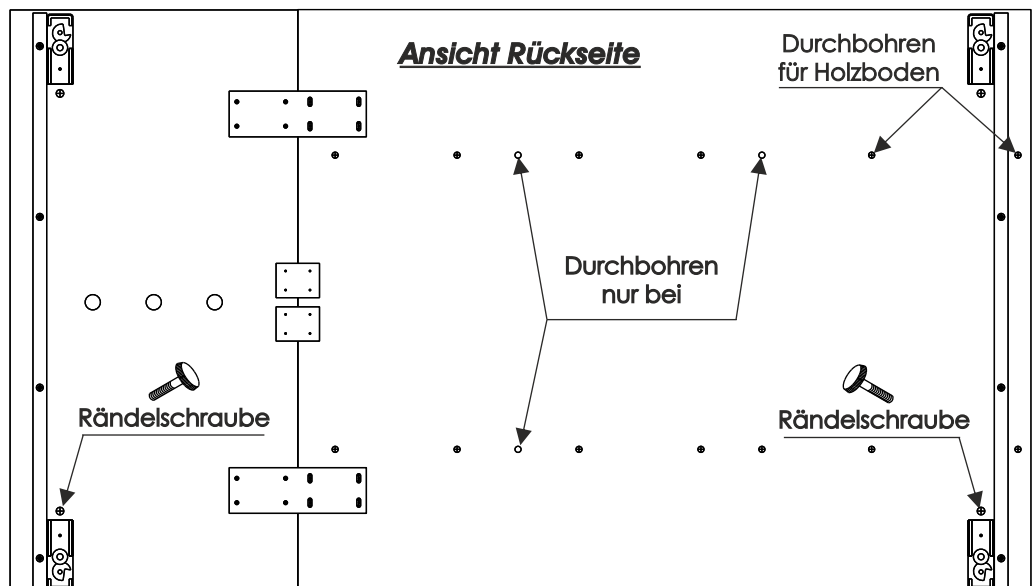 Ansicht Rückseite
Durchbohren
für Holzboden
Durchbohren
nur bei
Rändelschraube
Rändelschraube